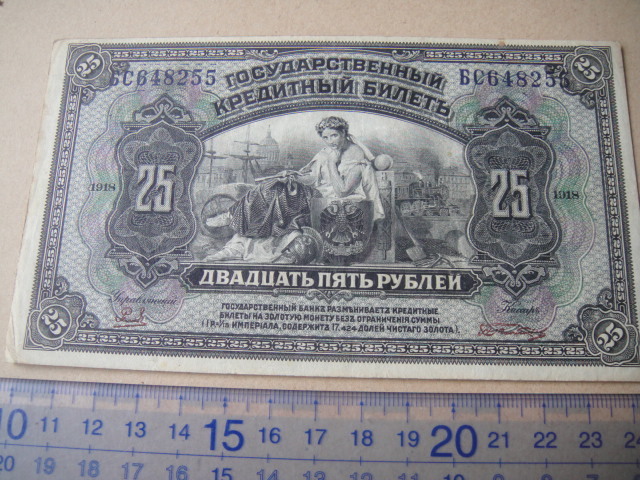 25 25
БС648255 БС648255
ГОСУДАРСТВЕННЫЙ
КРЕДИТНЫЙ БИЛЕТЪ
1918 25 25 1918
ДВАДЦАТЬ ПЯТЬ РУБЛЕЙ
Управляющій Кассиръ
ГОСУДАРСТВЕННЫЙ БАНКЪ РАЗМѢНИВАЕТЪ КРЕДИТНЫЕ
БИЛЕТЫ НА ЗОЛОТУЮ МОНЕТУ БЕЗЪ ОГРАНИЧЕНІЯ СУММЫ
(1 Р.=1/15 ИМПЕРІАЛА, СОДЕРЖИТЪ 17,424 ДОЛЕЙ ЧИСТАГО ЗОЛОТА).
25 25
10 11 12 13 14 15 16 17 18 19 20 21 22 23 24
20 19 18 17 16 15 14 13 12 11 10 9 8 7